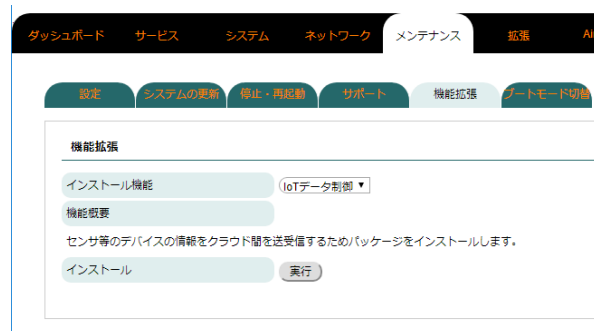 ダッシュボード サービス システム ネットワーク メンテナンス 拡張
設定 システムの更新 停止・再起動 サポート 機能拡張 ブートモード切替
機能拡張
インストール機能 IoTデータ制御 ▼
機能概要
センサ等のデバイスの情報をクラウド間を送受信するためパッケージをインストールします。
インストール 実行